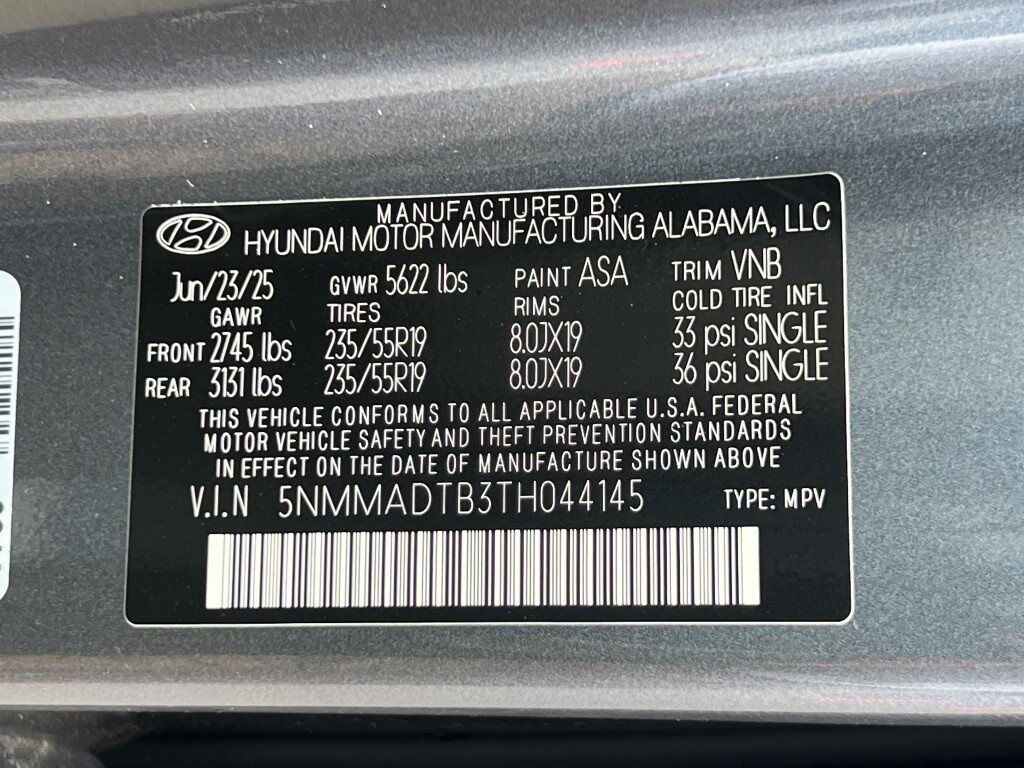 MANUFACTURED BY
HYUNDAI MOTOR MANUFACTURING ALABAMA, LLC
Jun/23/25 GVWR 5622 lbs PAINT ASA TRIM VNB
GAWR TIRES RIMS COLD TIRE INFL
FRONT 2745 lbs 235/55R19 8.0JX19 33 psi SINGLE
REAR 3131 lbs 235/55R19 8.0JX19 36 psi SINGLE
THIS VEHICLE CONFORMS TO ALL APPLICABLE U.S.A. FEDERAL
MOTOR VEHICLE SAFETY AND THEFT PREVENTION STANDARDS
IN EFFECT ON THE DATE OF MANUFACTURE SHOWN ABOVE
V.I.N 5NMMADTB3TH044145 TYPE: MPV